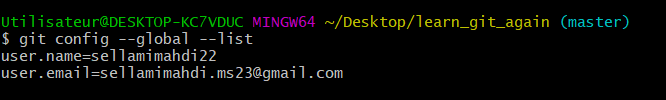 Utilisateur@DESKTOP-KC7VDUC MINGW64 ~/Desktop/learn_git_again (master)
$ git config --global --list
user.name=sellamimahdi22
user.email=sellamimahdi.ms23@gmail.com